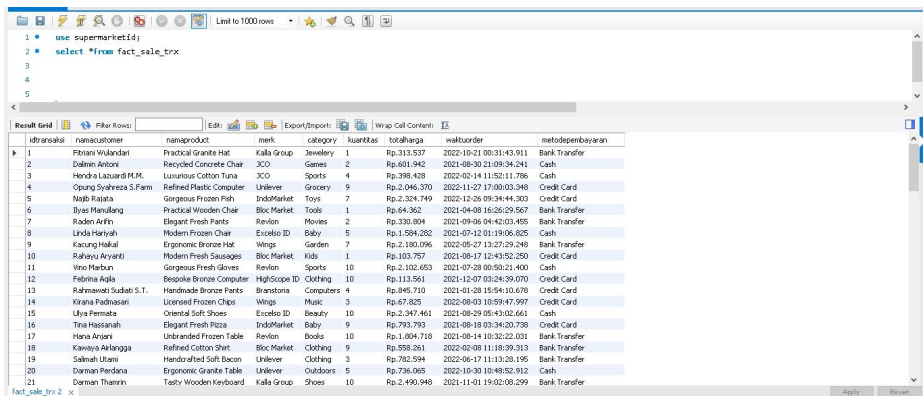 Limit to 1000 rows
1 use supermarketid;
2 select *from fact_sale_trx
3
4
5
Result Grid Filter Rows: Edit: Export/Import: Wrap Cell Content:
idtransaksi namacustomer namaproduct merk category kuantitas totalharga waktuorder metodepembayaran
1 Fitriani Wulandari Practical Granite Hat Kalla Group Jewelery 1 Rp.313.537 2022-10-21 00:31:43.911 Bank Transfer
2 Dalimin Antoni Recycled Concrete Chair JCO Games 2 Rp.601.942 2021-08-30 21:09:34.241 Cash
3 Hendra Lazuardi M.M. Luxurious Cotton Tuna JCO Sports 4 Rp.398.428 2022-02-14 11:52:11.786 Cash
4 Opung Syahreza S.Farm Refined Plastic Computer Unilever Grocery 9 Rp.2.046.370 2022-11-27 17:00:03.348 Credit Card
5 Najib Rajata Gorgeous Frozen Fish IndoMarket Toys 7 Rp.2.324.749 2022-12-26 09:34:44.303 Credit Card
6 Ilyas Manullang Practical Wooden Chair Bloc Market Tools 1 Rp.64.362 2021-04-08 16:26:29.567 Bank Transfer
7 Raden Arifin Elegant Fresh Pants Revlon Movies 2 Rp.330.804 2021-09-06 04:42:03.455 Bank Transfer
8 Linda Hariyah Modern Frozen Chair Excelso ID Baby 5 Rp.1.584.282 2021-07-12 01:19:06.825 Cash
9 Kacung Haikal Ergonomic Bronze Hat Wings Garden 7 Rp.2.180.096 2022-05-27 13:27:29.248 Bank Transfer
10 Rahayu Aryanti Modern Fresh Sausages Bloc Market Kids 1 Rp.103.757 2021-08-17 12:43:52.250 Credit Card
11 Vino Marbun Gorgeous Fresh Gloves Revlon Sports 10 Rp.2.102.653 2021-07-28 00:50:21.400 Cash
12 Febrina Aqila Bespoke Bronze Computer HighScope ID Clothing 10 Rp.113.561 2021-12-07 03:24:39.070 Credit Card
13 Rahmawati Sudiati S.T. Handmade Bronze Pants Branstoria Computers 4 Rp.845.710 2021-01-28 15:54:10.678 Credit Card
14 Kirana Padmasari Licensed Frozen Chips Wings Music 3 Rp.67.825 2022-08-03 10:59:47.997 Credit Card
15 Ulya Permata Oriental Soft Shoes Excelso ID Beauty 10 Rp.2.347.461 2021-08-29 05:43:02.661 Cash
16 Tina Hassanah Elegant Fresh Pizza IndoMarket Baby 9 Rp.793.793 2021-08-18 03:34:20.738 Credit Card
17 Hana Anjani Unbranded Frozen Table Revlon Books 10 Rp.1.804.718 2021-08-14 10:32:22.031 Bank Transfer
18 Kawaya Airlangga Refined Cotton Shirt Bloc Market Clothing 9 Rp.558.261 2022-02-08 11:18:39.313 Bank Transfer
19 Salimah Utami Handcrafted Soft Bacon Unilever Clothing 3 Rp.782.594 2022-06-17 11:13:28.195 Bank Transfer
20 Darman Perdana Ergonomic Granite Table Unilever Outdoors 5 Rp.736.065 2022-10-30 10:48:52.912 Cash
21 Darman Thamrin Tasty Wooden Keyboard Kalla Group Shoes 10 Rp.2.490.948 2021-11-01 19:02:08.299 Bank Transfer
fact_sale_trx 2 x Apply Revert